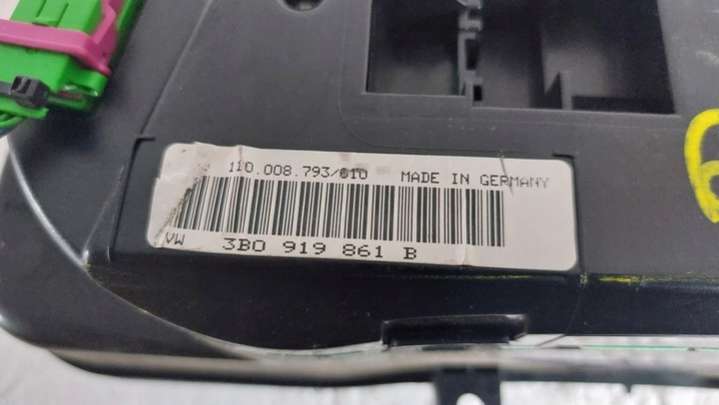 110.008.793/010 MADE IN GERMANY
VW 3B0 919 861 B